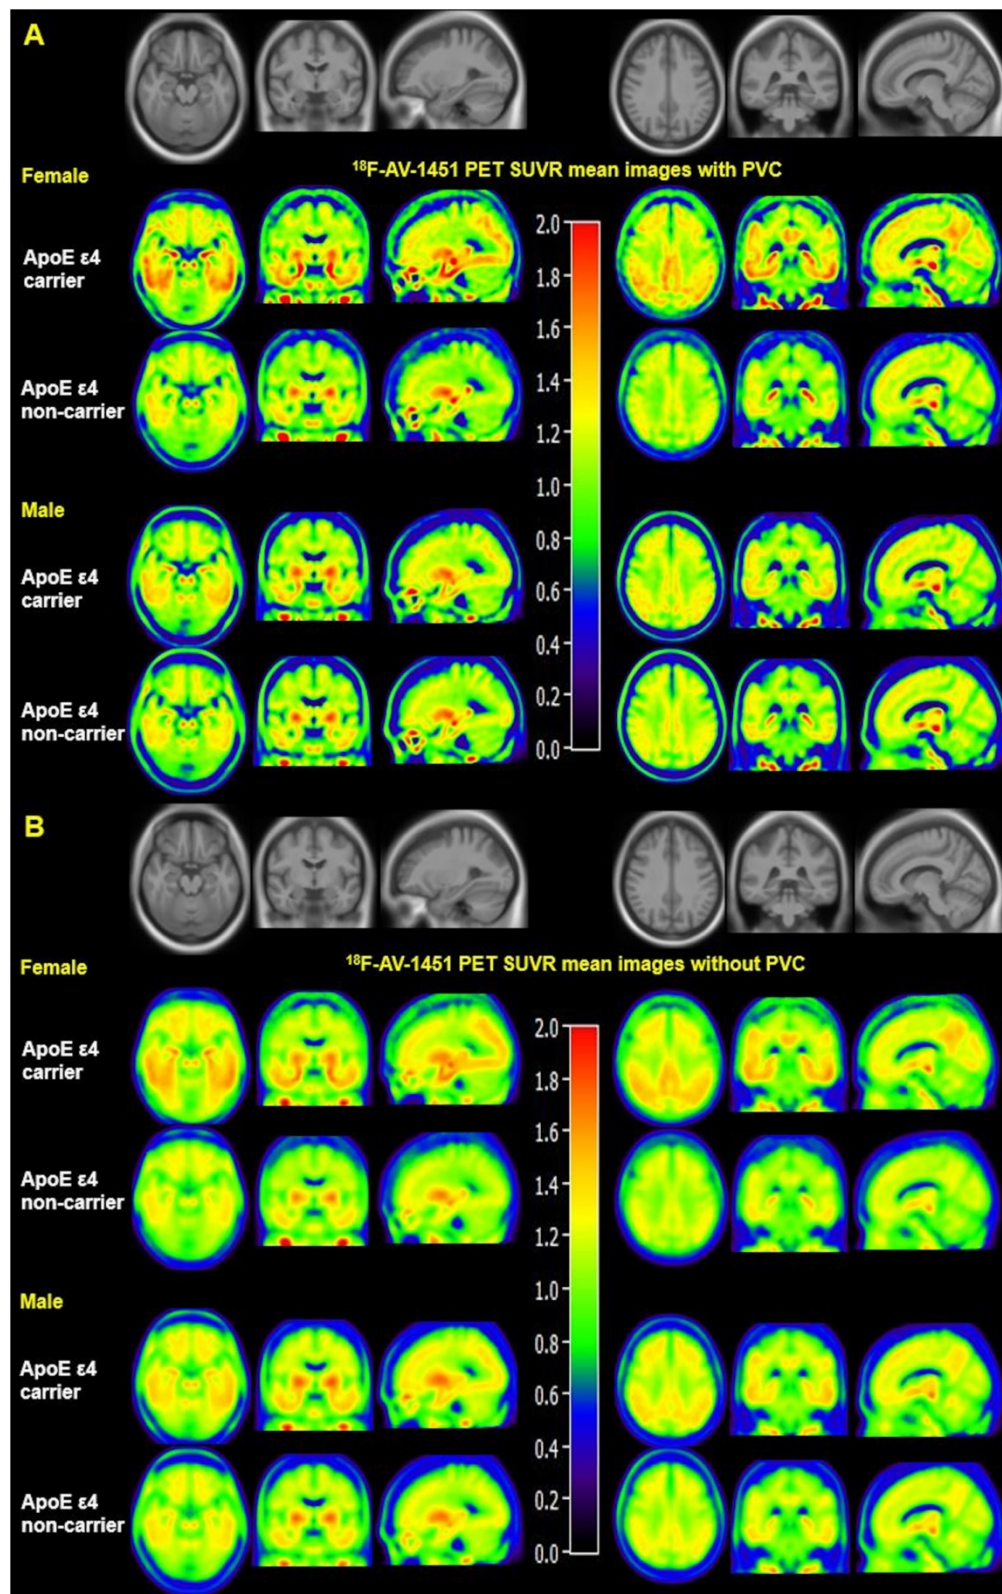 A
Female
¹⁸F-AV-1451 PET SUVR mean images with PVC
ApoE ε4
carrier
ApoE ε4
non-carrier
Male
ApoE ε4
carrier
ApoE ε4
non-carrier
2.0
1.8
1.6
1.4
1.2
1.0
0.8
0.6
0.4
0.2
0.0
B
Female
¹⁸F-AV-1451 PET SUVR mean images without PVC
ApoE ε4
carrier
ApoE ε4
non-carrier
Male
ApoE ε4
carrier
ApoE ε4
non-carrier
2.0
1.8
1.6
1.4
1.2
1.0
0.8
0.6
0.4
0.2
0.0